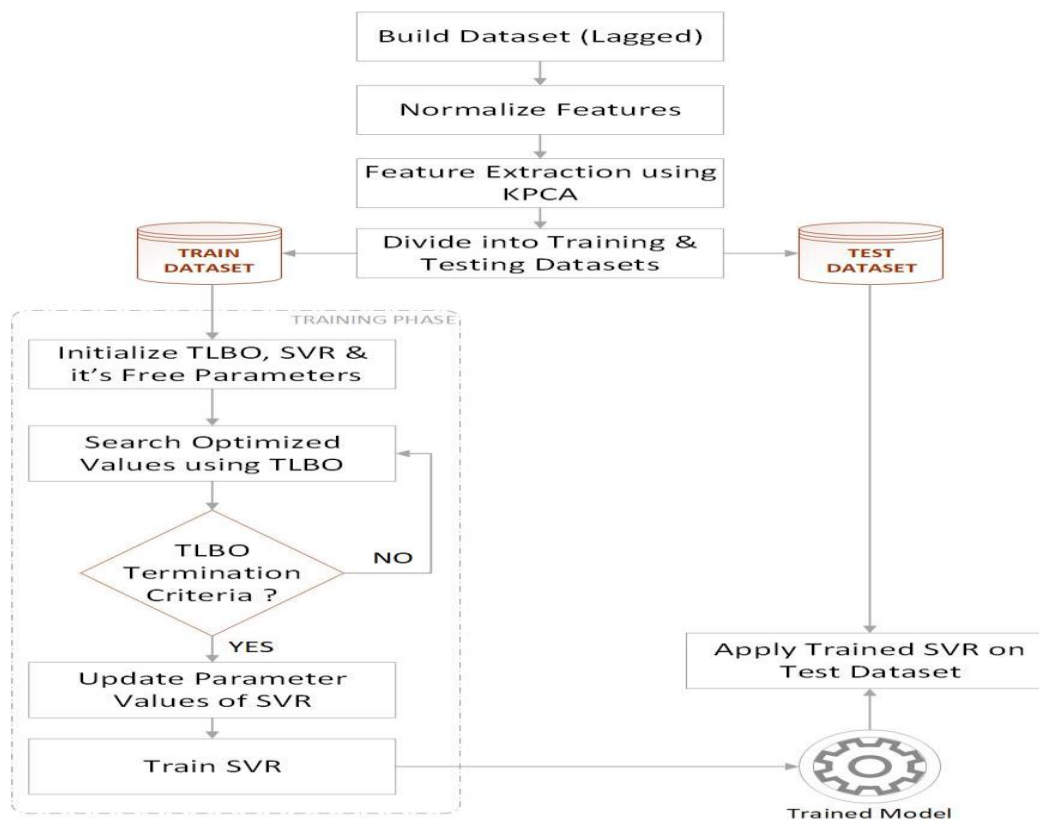 Build Dataset (Lagged)
Normalize Features
Feature Extraction using
KPCA
Divide into Training &
Testing Datasets
TRAIN
DATASET
TEST
DATASET
TRAINING PHASE
Initialize TLBO, SVR &
it's Free Parameters
Search Optimized
Values using TLBO
TLBO
Termination
Criteria ?
NO
YES
Update Parameter
Values of SVR
Train SVR
Apply Trained SVR on
Test Dataset
Trained Model